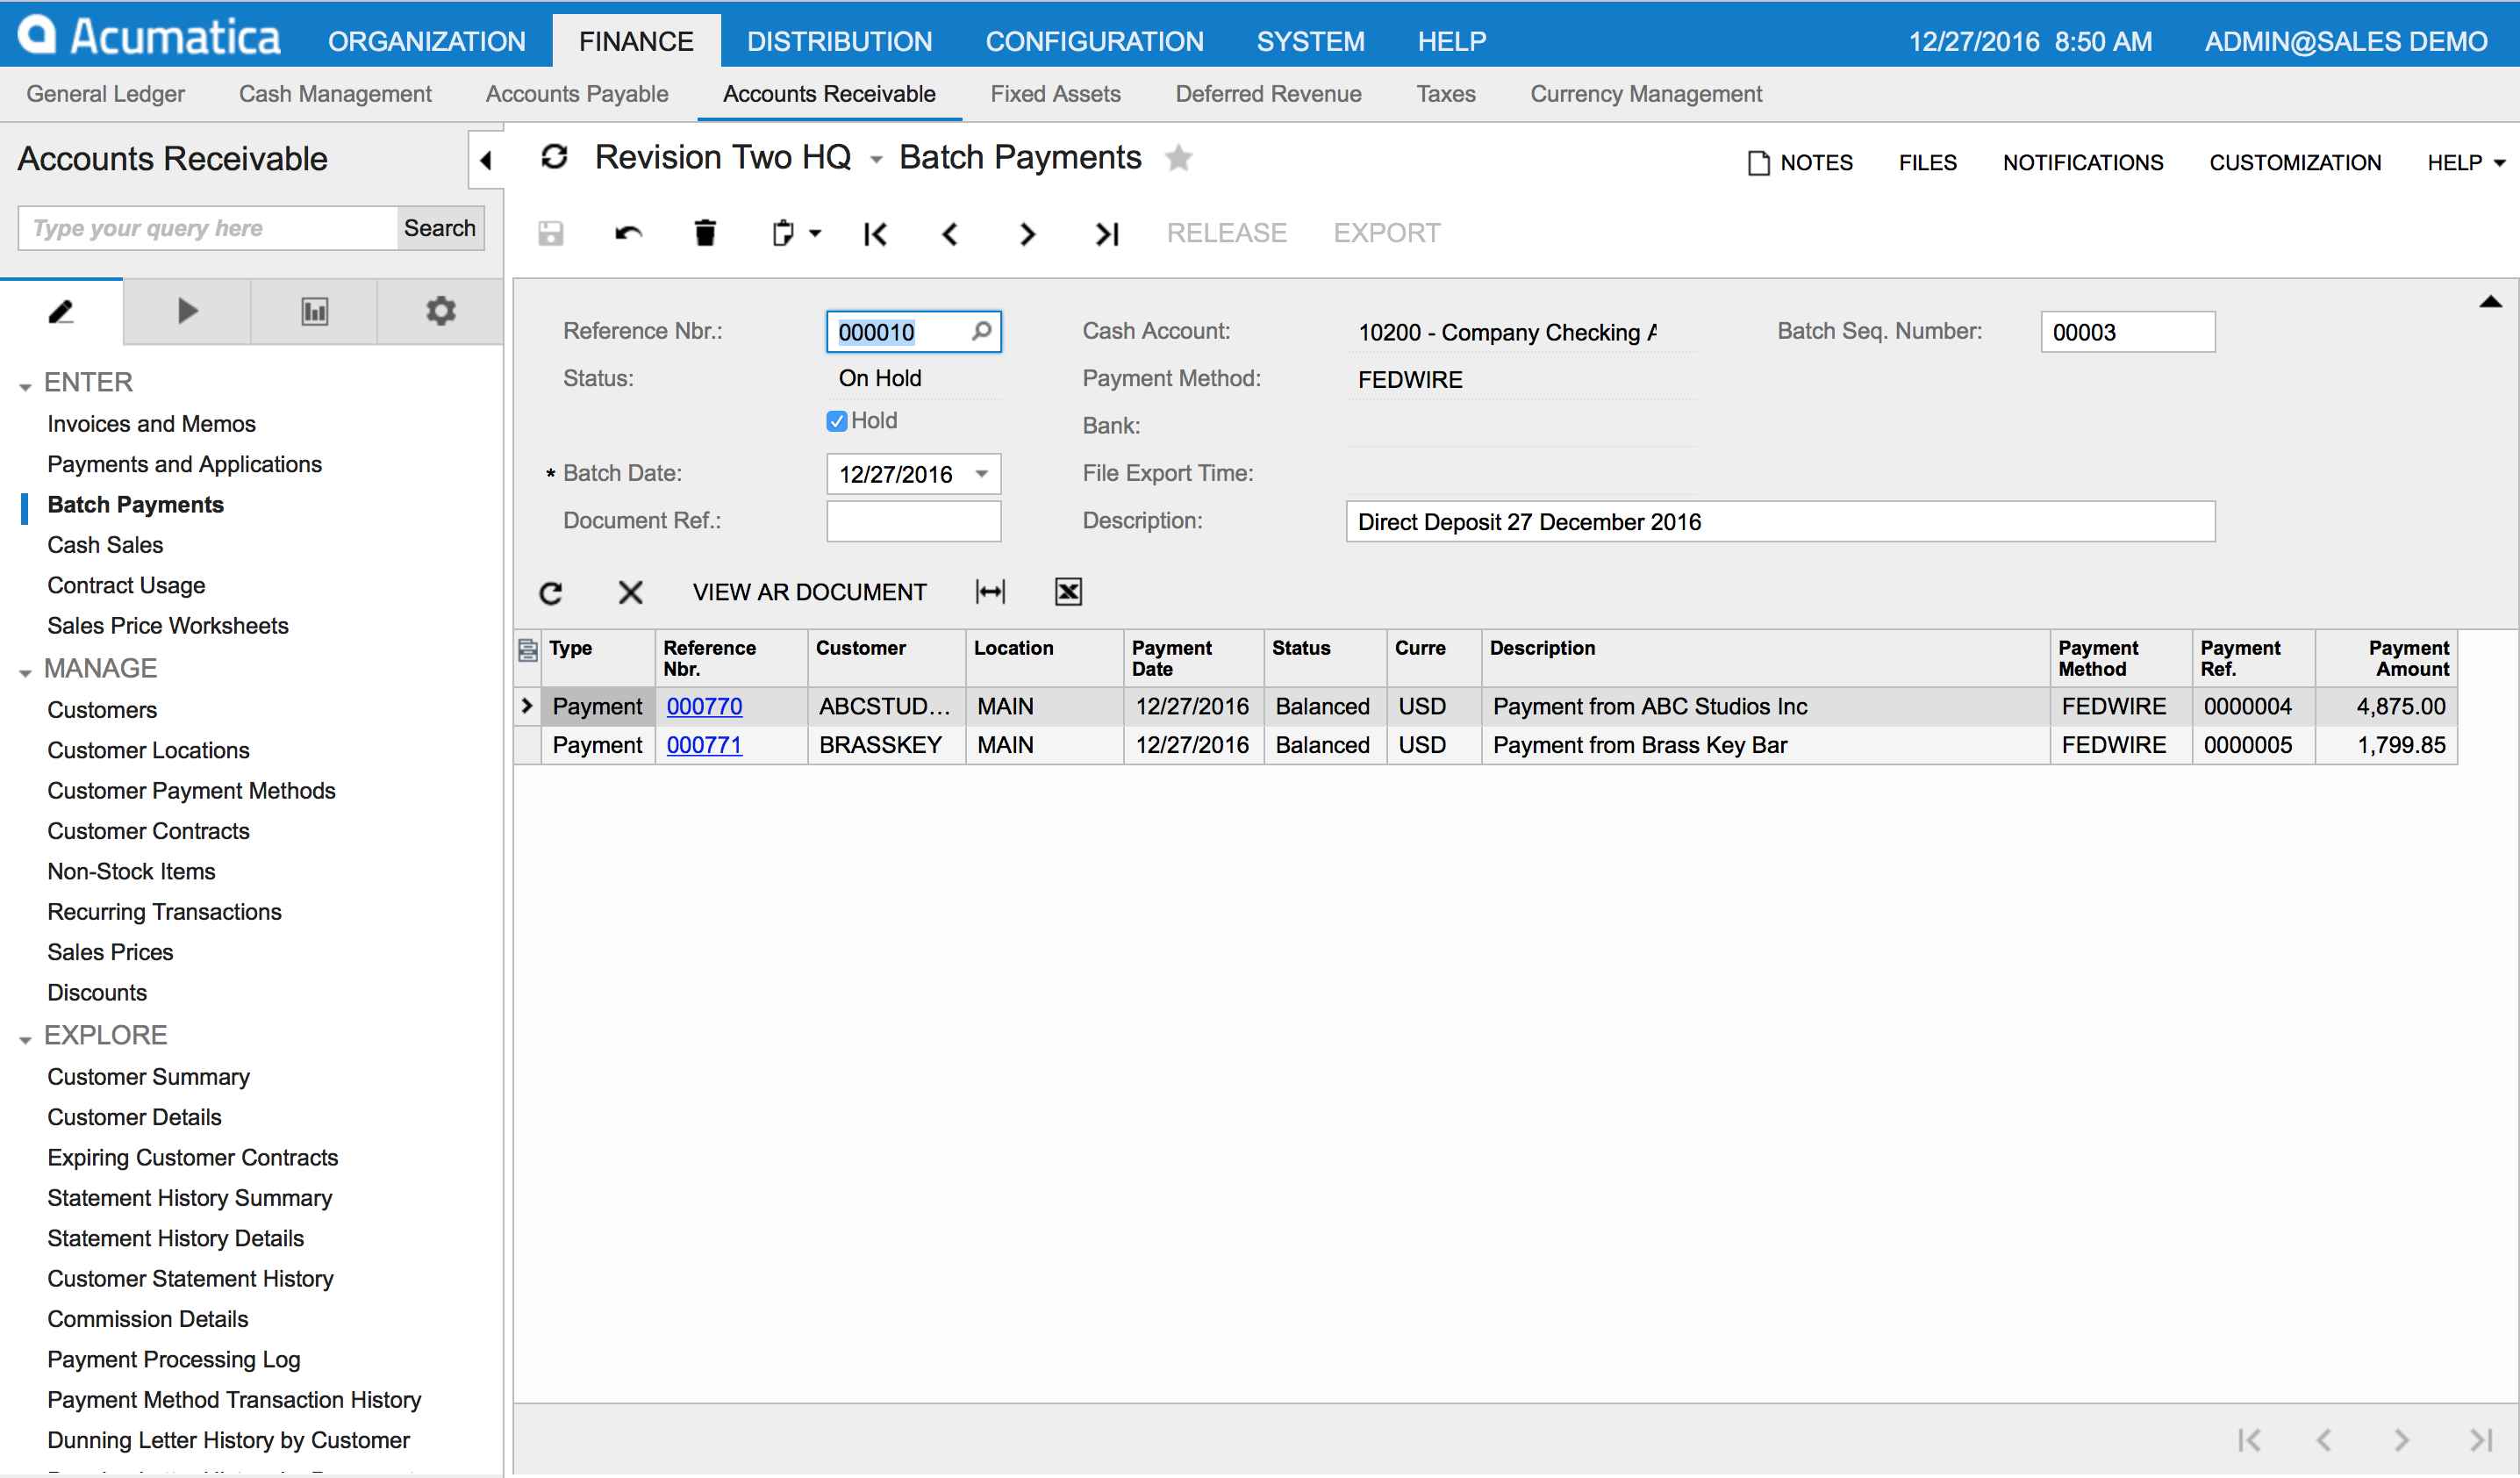 Acumatica ORGANIZATION FINANCE DISTRIBUTION CONFIGURATION SYSTEM HELP 12/27/2016 8:50 AM ADMIN@SALES DEMO
General Ledger Cash Management Accounts Payable Accounts Receivable Fixed Assets Deferred Revenue Taxes Currency Management
Accounts Receivable
Type your query here Search
ENTER
Invoices and Memos
Payments and Applications
Batch Payments
Cash Sales
Contract Usage
Sales Price Worksheets
MANAGE
Customers
Customer Locations
Customer Payment Methods
Customer Contracts
Non-Stock Items
Recurring Transactions
Sales Prices
Discounts
EXPLORE
Customer Summary
Customer Details
Expiring Customer Contracts
Statement History Summary
Statement History Details
Customer Statement History
Commission Details
Payment Processing Log
Payment Method Transaction History
Dunning Letter History by Customer
Revision Two HQ Batch Payments NOTES FILES NOTIFICATIONS CUSTOMIZATION HELP
RELEASE EXPORT
Reference Nbr.: 000010 Cash Account: 10200 - Company Checking A Batch Seq. Number: 00003
Status: On Hold Payment Method: FEDWIRE
Hold Bank:
* Batch Date: 12/27/2016 File Export Time:
Document Ref.: Description: Direct Deposit 27 December 2016
VIEW AR DOCUMENT
Type Reference Nbr. Customer Location Payment Date Status Curre Description Payment Method Payment Ref. Payment Amount
Payment 000770 ABCSTUD... MAIN 12/27/2016 Balanced USD Payment from ABC Studios Inc FEDWIRE 0000004 4,875.00
Payment 000771 BRASSKEY MAIN 12/27/2016 Balanced USD Payment from Brass Key Bar FEDWIRE 0000005 1,799.85